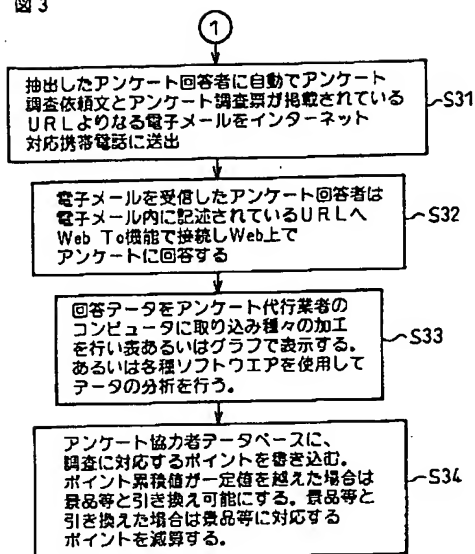 図3
1
抽出したアンケート回答者に自動でアンケート
調査依頼文とアンケート調査票が掲載されている
URLよりなる電子メールをインターネット
対応携帯電話に送出
S31
電子メールを受信したアンケート回答者は
電子メール内に記述されているURLへ
Web To機能で接続しWeb上で
アンケートに回答する
S32
回答データをアンケート代行業者の
コンピュータに取り込み種々の加工
を行い表あるいはグラフで表示する。
あるいは各種ソフトウエアを使用して
データの分析を行う。
S33
アンケート協力者データベースに、
調査に対応するポイントを書き込む。
ポイント累積値が一定値を越えた場合は
景品等と引き換え可能にする。景品等と
引き換えた場合は景品等に対応する
ポイントを減算する。
S34